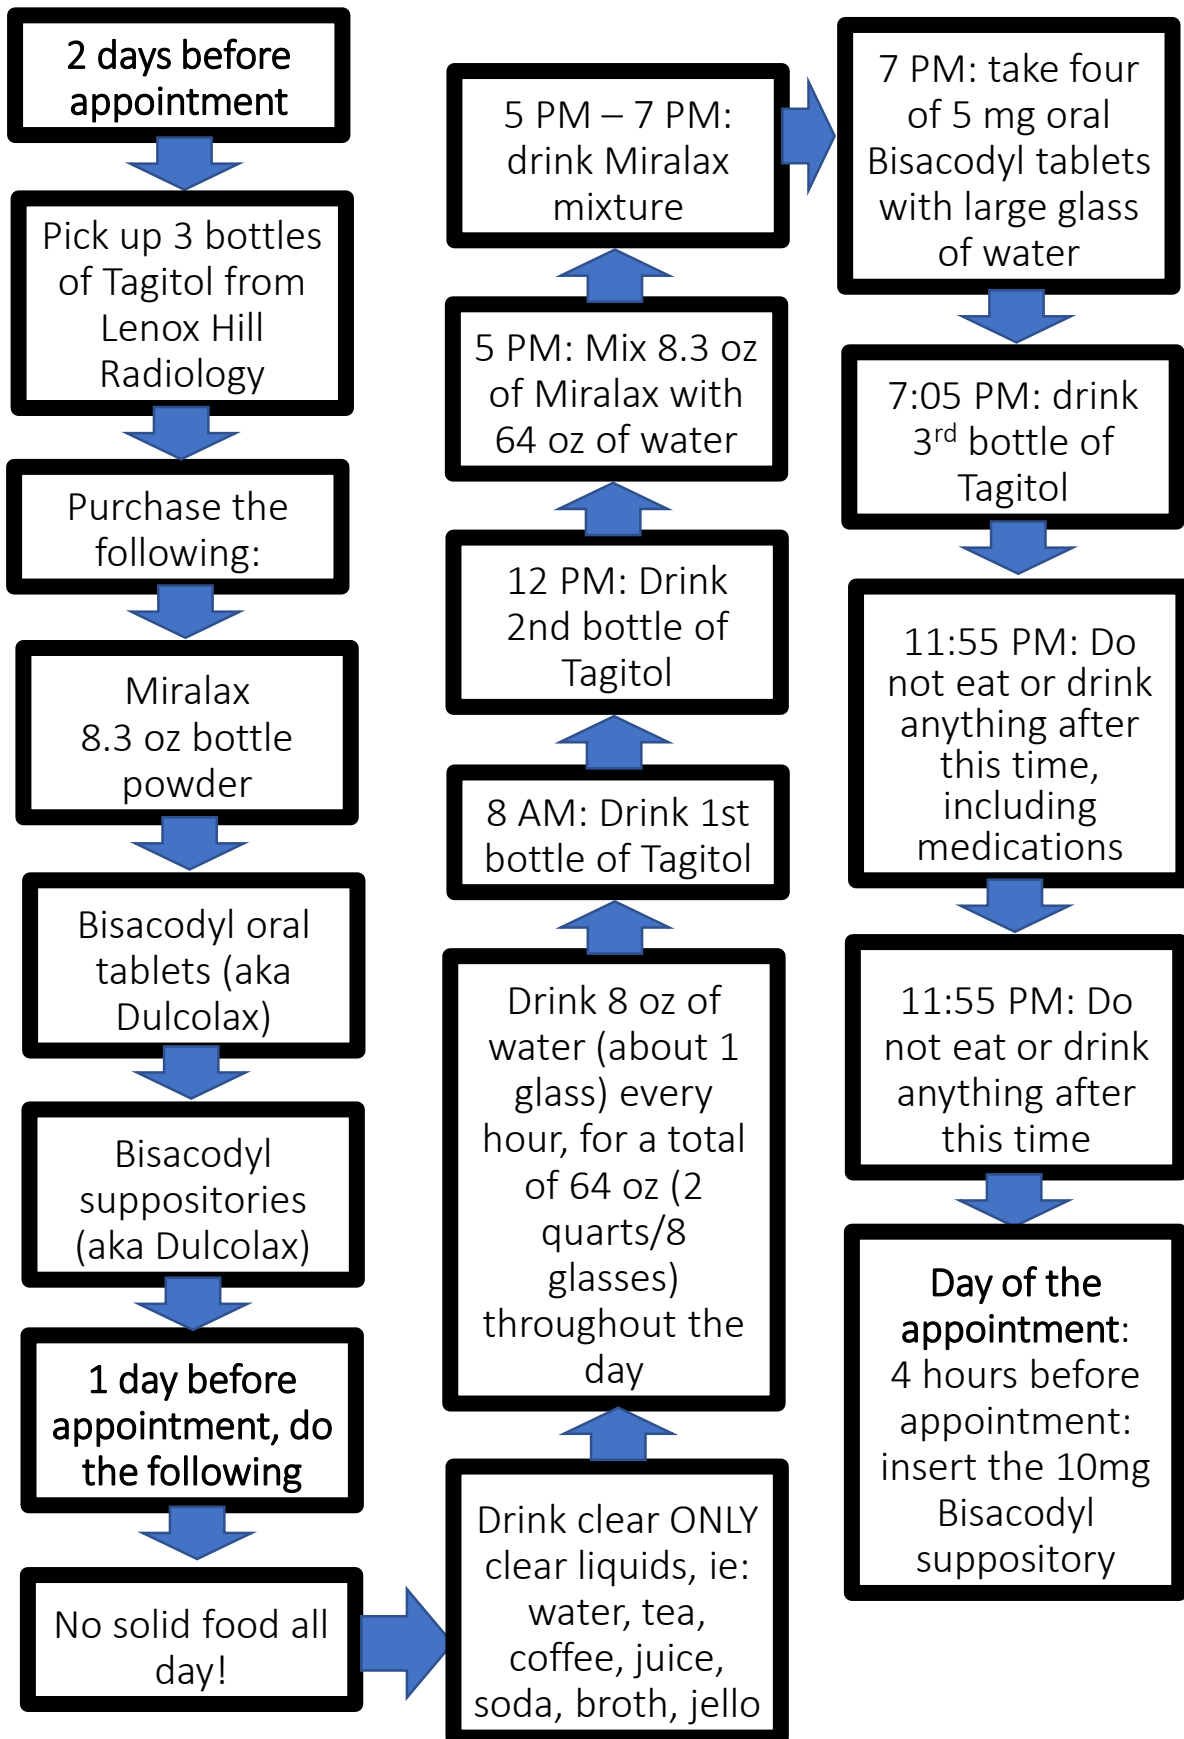 2 days before
appointment
Pick up 3 bottles
of Tagitol from
Lenox Hill
Radiology
Purchase the
following:
Miralax
8.3 oz bottle
powder
Bisacodyl oral
tablets (aka
Dulcolax)
Bisacodyl
suppositories
(aka Dulcolax)
1 day before
appointment, do
the following
No solid food all
day!
Drink clear ONLY
clear liquids, ie:
water, tea,
coffee, juice,
soda, broth, jello
Drink 8 oz of
water (about 1
glass) every
hour, for a total
of 64 oz (2
quarts/8
glasses)
throughout the
day
8 AM: Drink 1st
bottle of Tagitol
12 PM: Drink
2nd bottle of
Tagitol
5 PM: Mix 8.3 oz
of Miralax with
64 oz of water
5 PM – 7 PM:
drink Miralax
mixture
7 PM: take four
of 5 mg oral
Bisacodyl tablets
with large glass
of water
7:05 PM: drink
3rd bottle of
Tagitol
11:55 PM: Do
not eat or drink
anything after
this time,
including
medications
11:55 PM: Do
not eat or drink
anything after
this time
Day of the
appointment:
4 hours before
appointment:
insert the 10mg
Bisacodyl
suppository